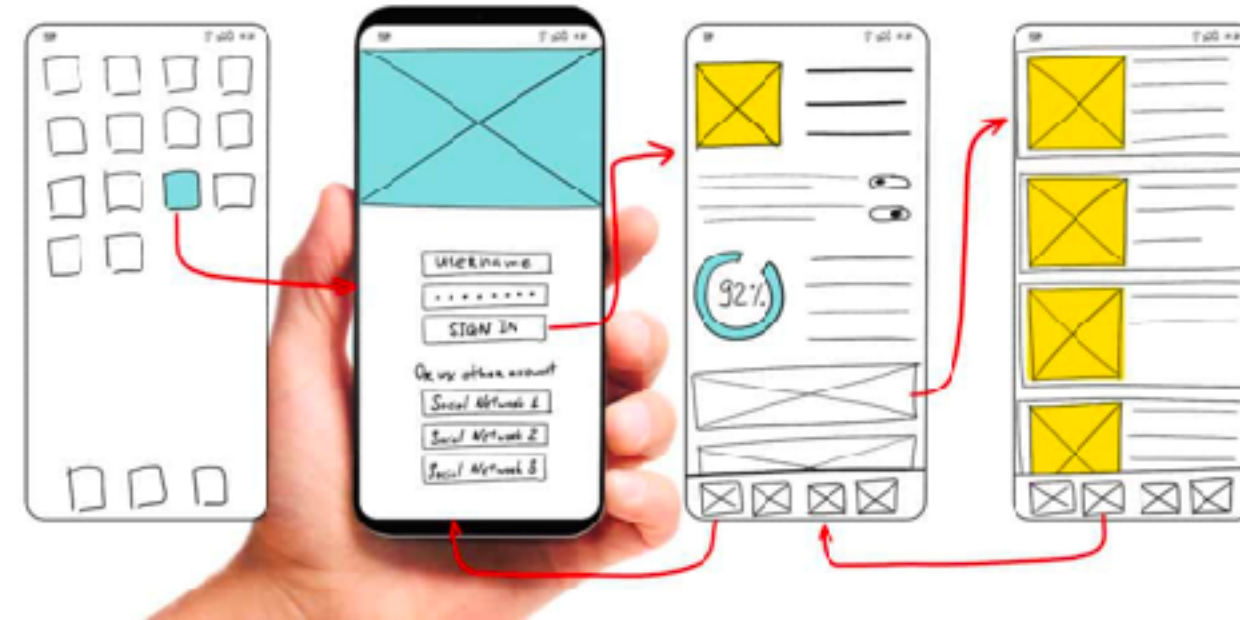 username
SIGN IN
Or use other account
Social Network 1
Social Network 2
Social Network 3
92%